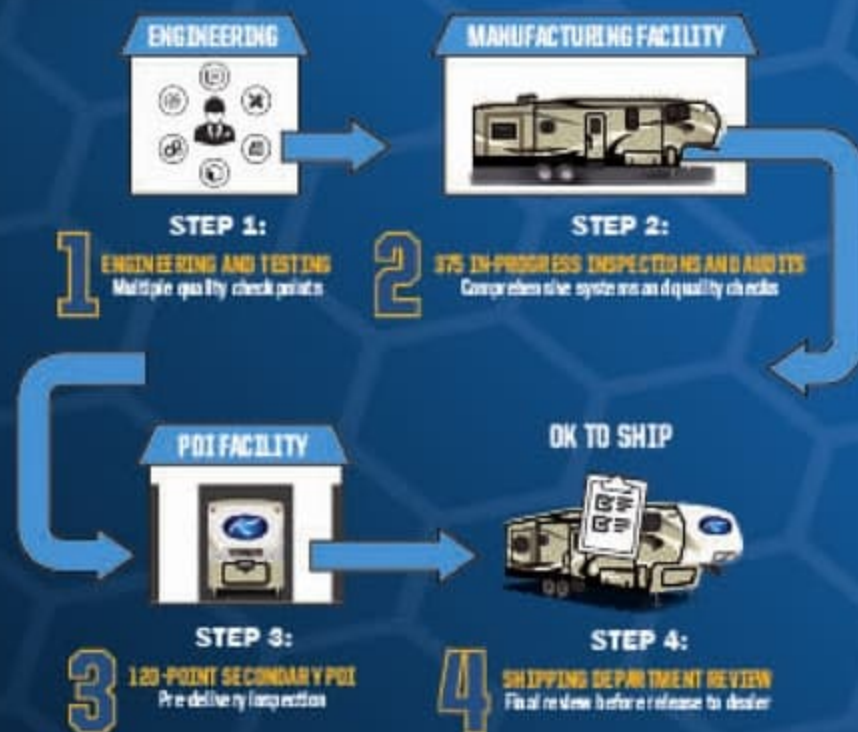 ENGINEERING
MANUFACTURING FACILITY
STEP 1:
1 ENGINEERING AND TESTING
Multiple quality check points
STEP 2:
2 375 IN-PROGRESS INSPECTIONS AND AUDITS
Comprehensive systems and quality checks
PDI FACILITY
OK TO SHIP
STEP 3:
3 120-POINT SECONDARY PDI
Pre delivery inspection
STEP 4:
4 SHIPPING DEPARTMENT REVIEW
Final review before release to dealer